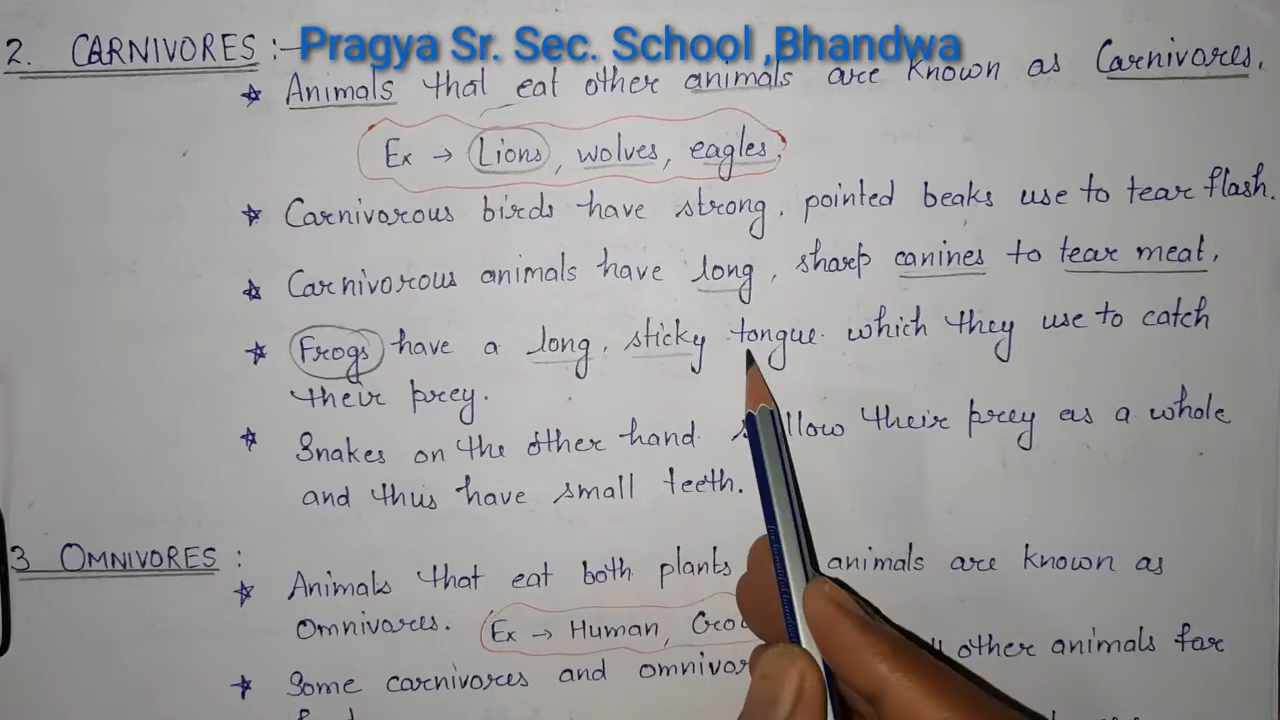 Pragya Sr. Sec. School ,Bhandwa
2. CARNIVORES :-
Animals that eat other animals are known as Carnivores.
Ex → Lions, wolves, eagles.
Carnivorous birds have strong, pointed beaks use to tear flash.
Carnivorous animals have long, sharp canines to tear meat.
Frogs have a long, sticky tongue which they use to catch
their prey.
Snakes on the other hand their prey as a whole
and thus have small teeth.
3 OMNIVORES :
Animals that eat both plants animals are known as
Omnivores. Ex → Human,
Some carnivores and other animals for